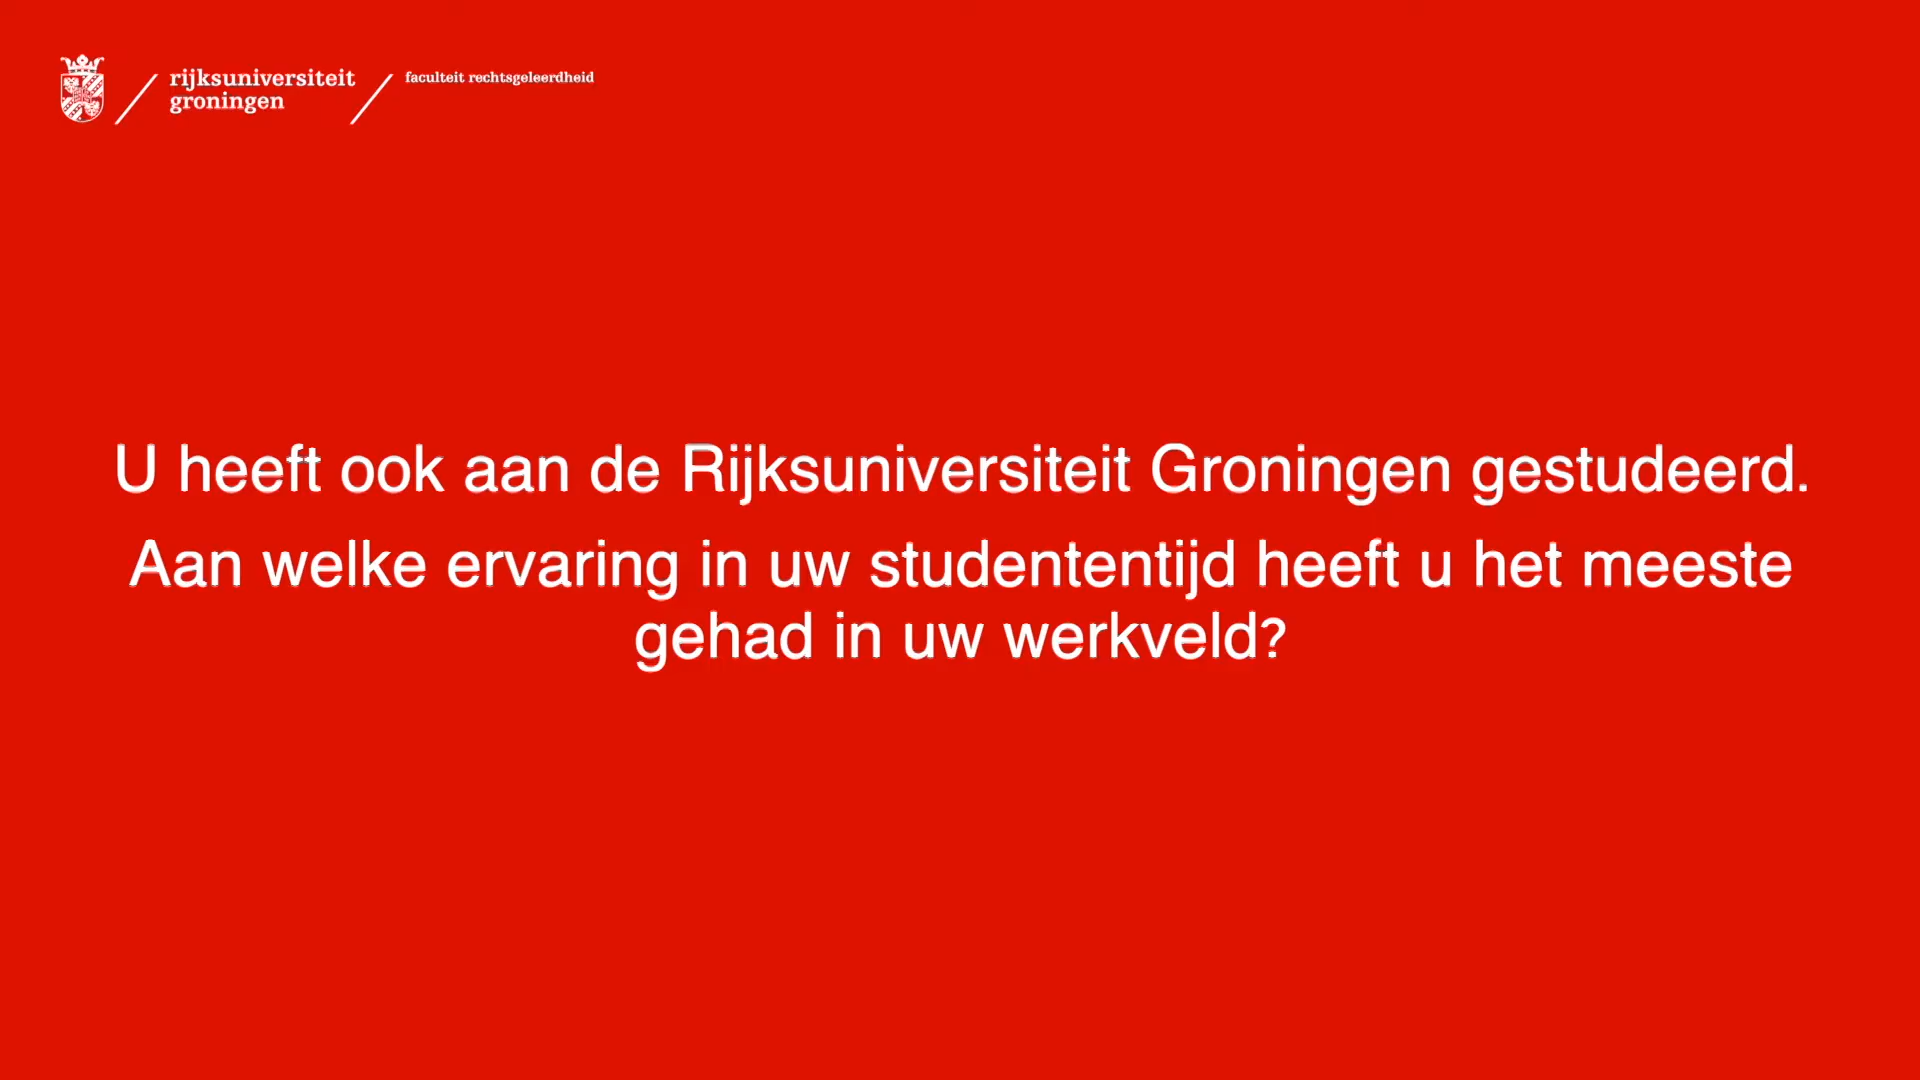 rijksuniversiteit
groningen
faculteit rechtsgeleerdheid
U heeft ook aan de Rijksuniversiteit Groningen gestudeerd.
Aan welke ervaring in uw studententijd heeft u het meeste
gehad in uw werkveld?